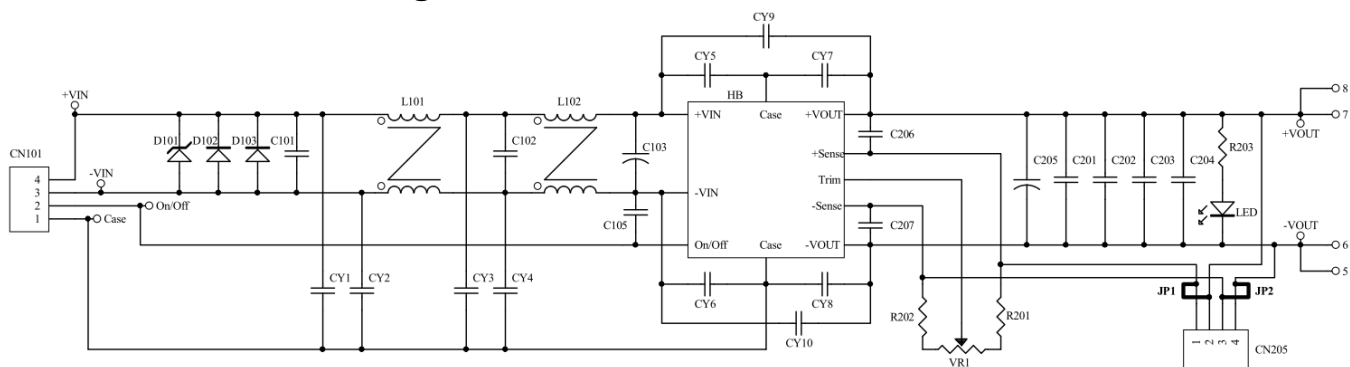 CY9
CY5 CY7
+VIN L101 L102 HB 8
+VIN Case +VOUT 7
D101 D102 D103 C101 C102 C103 C206 +VOUT
CN101 +Sense C205 C201 C202 C203 C204 R203
-VIN
4 -VIN Trim
3
2 On/Off -Sense LED
1 Case C105 C207 -VOUT
On/Off Case -VOUT 6
5
CY1 CY2 CY3 CY4 CY6 CY8 JP1 JP2
R202 R201
CY10 1 2 3 4
VR1 CN205